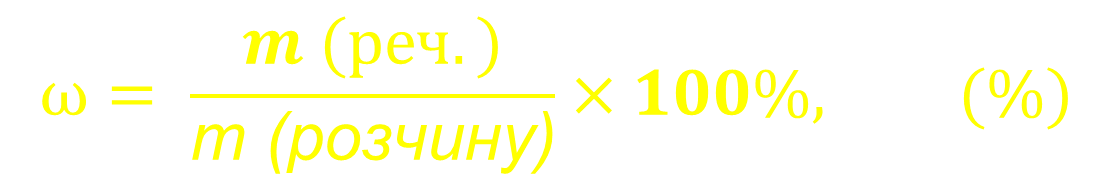 ω = m (реч. ) / m (розчину) × 100%, (%)